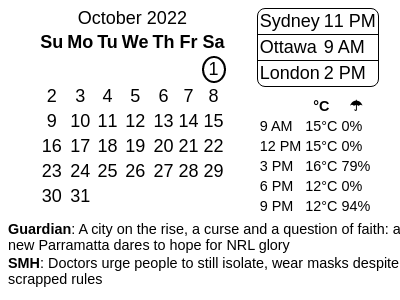 October 2022
Su Mo Tu We Th Fr Sa
1
2 3 4 5 6 7 8
9 10 11 12 13 14 15
16 17 18 19 20 21 22
23 24 25 26 27 28 29
30 31
Sydney 11 PM
Ottawa 9 AM
London 2 PM
°C ☂
9 AM 15°C 0%
12 PM 15°C 0%
3 PM 16°C 79%
6 PM 12°C 0%
9 PM 12°C 94%
Guardian: A city on the rise, a curse and a question of faith: a
new Parramatta dares to hope for NRL glory
SMH: Doctors urge people to still isolate, wear masks despite
scrapped rules